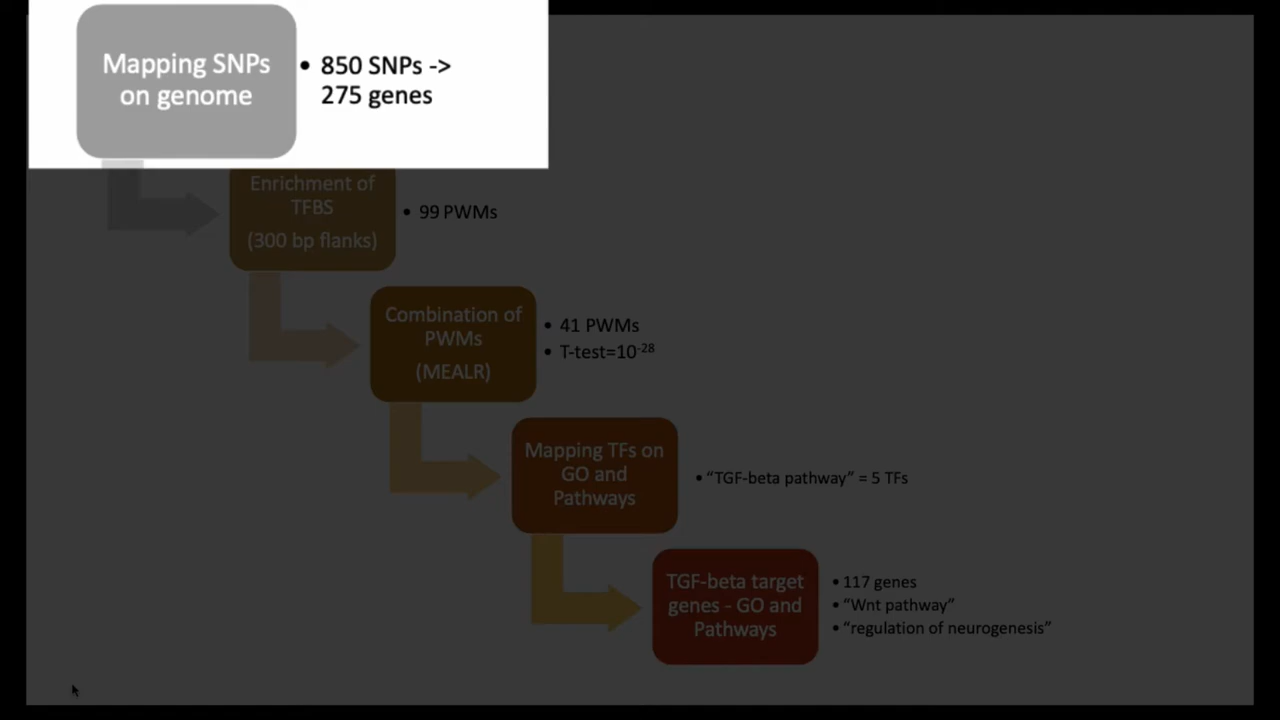 Mapping SNPs
on genome
• 850 SNPs ->
275 genes
Enrichment of
TFBS
(300 bp flanks)
• 99 PWMs
Combination of
PWMs
(MEALR)
• 41 PWMs
• T-test=10⁻²⁸
Mapping TFs on
GO and
Pathways
• “TGF-beta pathway” = 5 TFs
TGF-beta target
genes - GO and
Pathways
• 117 genes
• “Wnt pathway”
• “regulation of neurogenesis”